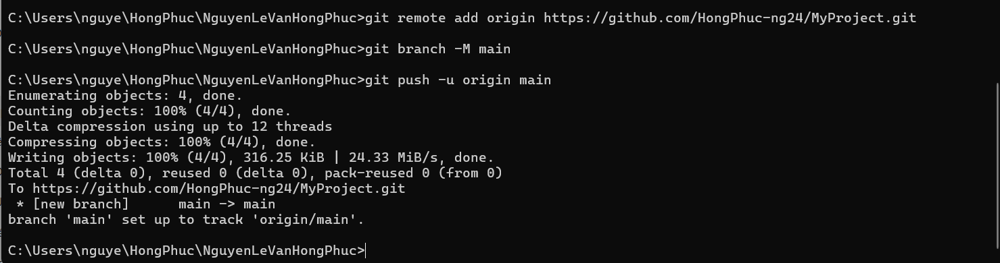 C:\Users\nguye\HongPhuc\NguyenLeVanHongPhuc>git remote add origin https://github.com/HongPhuc-ng24/MyProject.git
C:\Users\nguye\HongPhuc\NguyenLeVanHongPhuc>git branch -M main
C:\Users\nguye\HongPhuc\NguyenLeVanHongPhuc>git push -u origin main
Enumerating objects: 4, done.
Counting objects: 100% (4/4), done.
Delta compression using up to 12 threads
Compressing objects: 100% (4/4), done.
Writing objects: 100% (4/4), 316.25 KiB | 24.33 MiB/s, done.
Total 4 (delta 0), reused 0 (delta 0), pack-reused 0 (from 0)
To https://github.com/HongPhuc-ng24/MyProject.git
 * [new branch]      main -> main
branch 'main' set up to track 'origin/main'.
C:\Users\nguye\HongPhuc\NguyenLeVanHongPhuc>